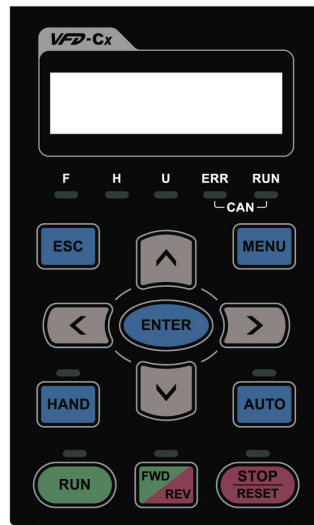 VFD-Cx
F H U ERR RUN
CAN
ESC
MENU
ENTER
HAND
AUTO
RUN
FWD
REV
STOP
RESET